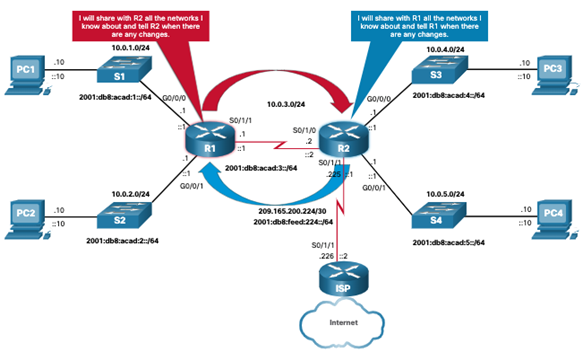 I will share with R2 all the networks I
know about and tell R2 when there
are any changes.
I will share with R1 all the networks I
know about and tell R1 when there
are any changes.
10.0.1.0/24
.10
::10
PC1
S1
G0/0/0
.1
::1
2001:db8:acad:1::/64
10.0.3.0/24
10.0.4.0/24
.10
::10
PC3
S3
G0/0/0
.1
::1
2001:db8:acad:4::/64
S0/1/1
.1
::1
R1
S0/1/0
.2
::2
R2
2001:db8:acad:3::/64
S0/1/1
.225
::1
.1
::1
G0/0/1
10.0.2.0/24
.10
::10
PC2
S2
2001:db8:acad:2::/64
209.165.200.224/30
2001:db8:feed:224::/64
.1
::1
G0/0/1
10.0.5.0/24
.10
::10
PC4
S4
2001:db8:acad:5::/64
S0/1/1
.226
::2
ISP
Internet